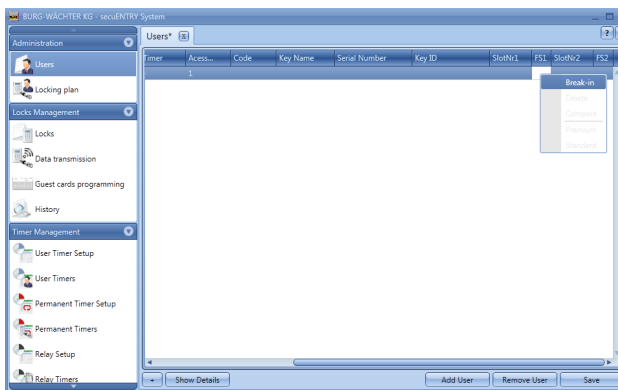 BURG-WÄCHTER KG - secuENTRY System
Administration
Users
Locking plan
Locks Management
Locks
Data transmission
Guest cards programming
History
Timer Management
User Timer Setup
User Timers
Permanent Timer Setup
Permanent Timers
Relay Setup
Relay Timers
Users*
?
Timer Acess... Code Key Name Serial Number Key ID SlotNr1 FS1 SlotNr2 FS2
1
Break-in
Delete
Compare
Premium
Standard
+ Show Details Add User Remove User Save